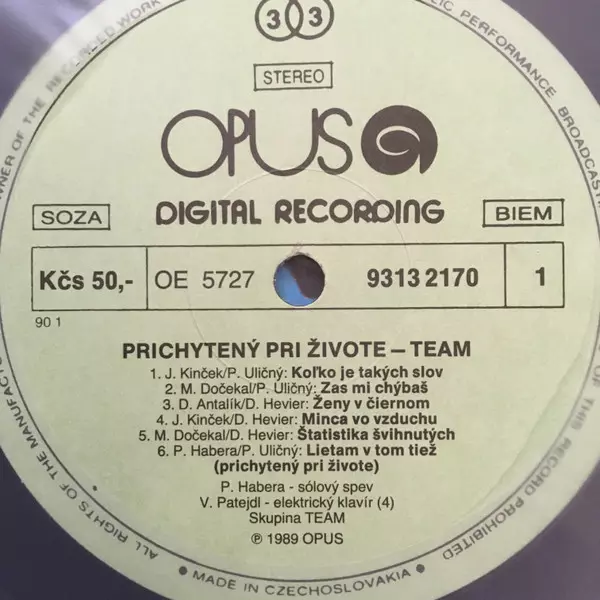 33
STEREO
OPUS
DIGITAL RECORDING
SOZA
BIEM
Kčs 50,- OE 5727 9313 2170 1
90 1
PRICHYTENÝ PRI ŽIVOTE – TEAM
1. J. Kinček/P. Uličný: Koľko je takých slov
2. M. Dočekal/P. Uličný: Zas mi chýbaš
3. D. Antalík/D. Hevier: Ženy v čiernom
4. J. Kinček/D. Hevier: Minca vo vzduchu
5. M. Dočekal/D. Hevier: Štatistika švihnutých
6. P. Habera/P. Uličný: Lietam v tom tiež
(prichytený pri živote)
P. Habera - sólový spev
V. Patejdl - elektrický klavír (4)
Skupina TEAM
℗ 1989 OPUS
ALL RIGHTS OF THE MANUFACT
WNER OF THE RECORDED WORK
LIC PERFORMANCE BROADCASTI
OF THIS RECORD PROHIBITED
• MADE IN CZECHOSLOVAKIA •